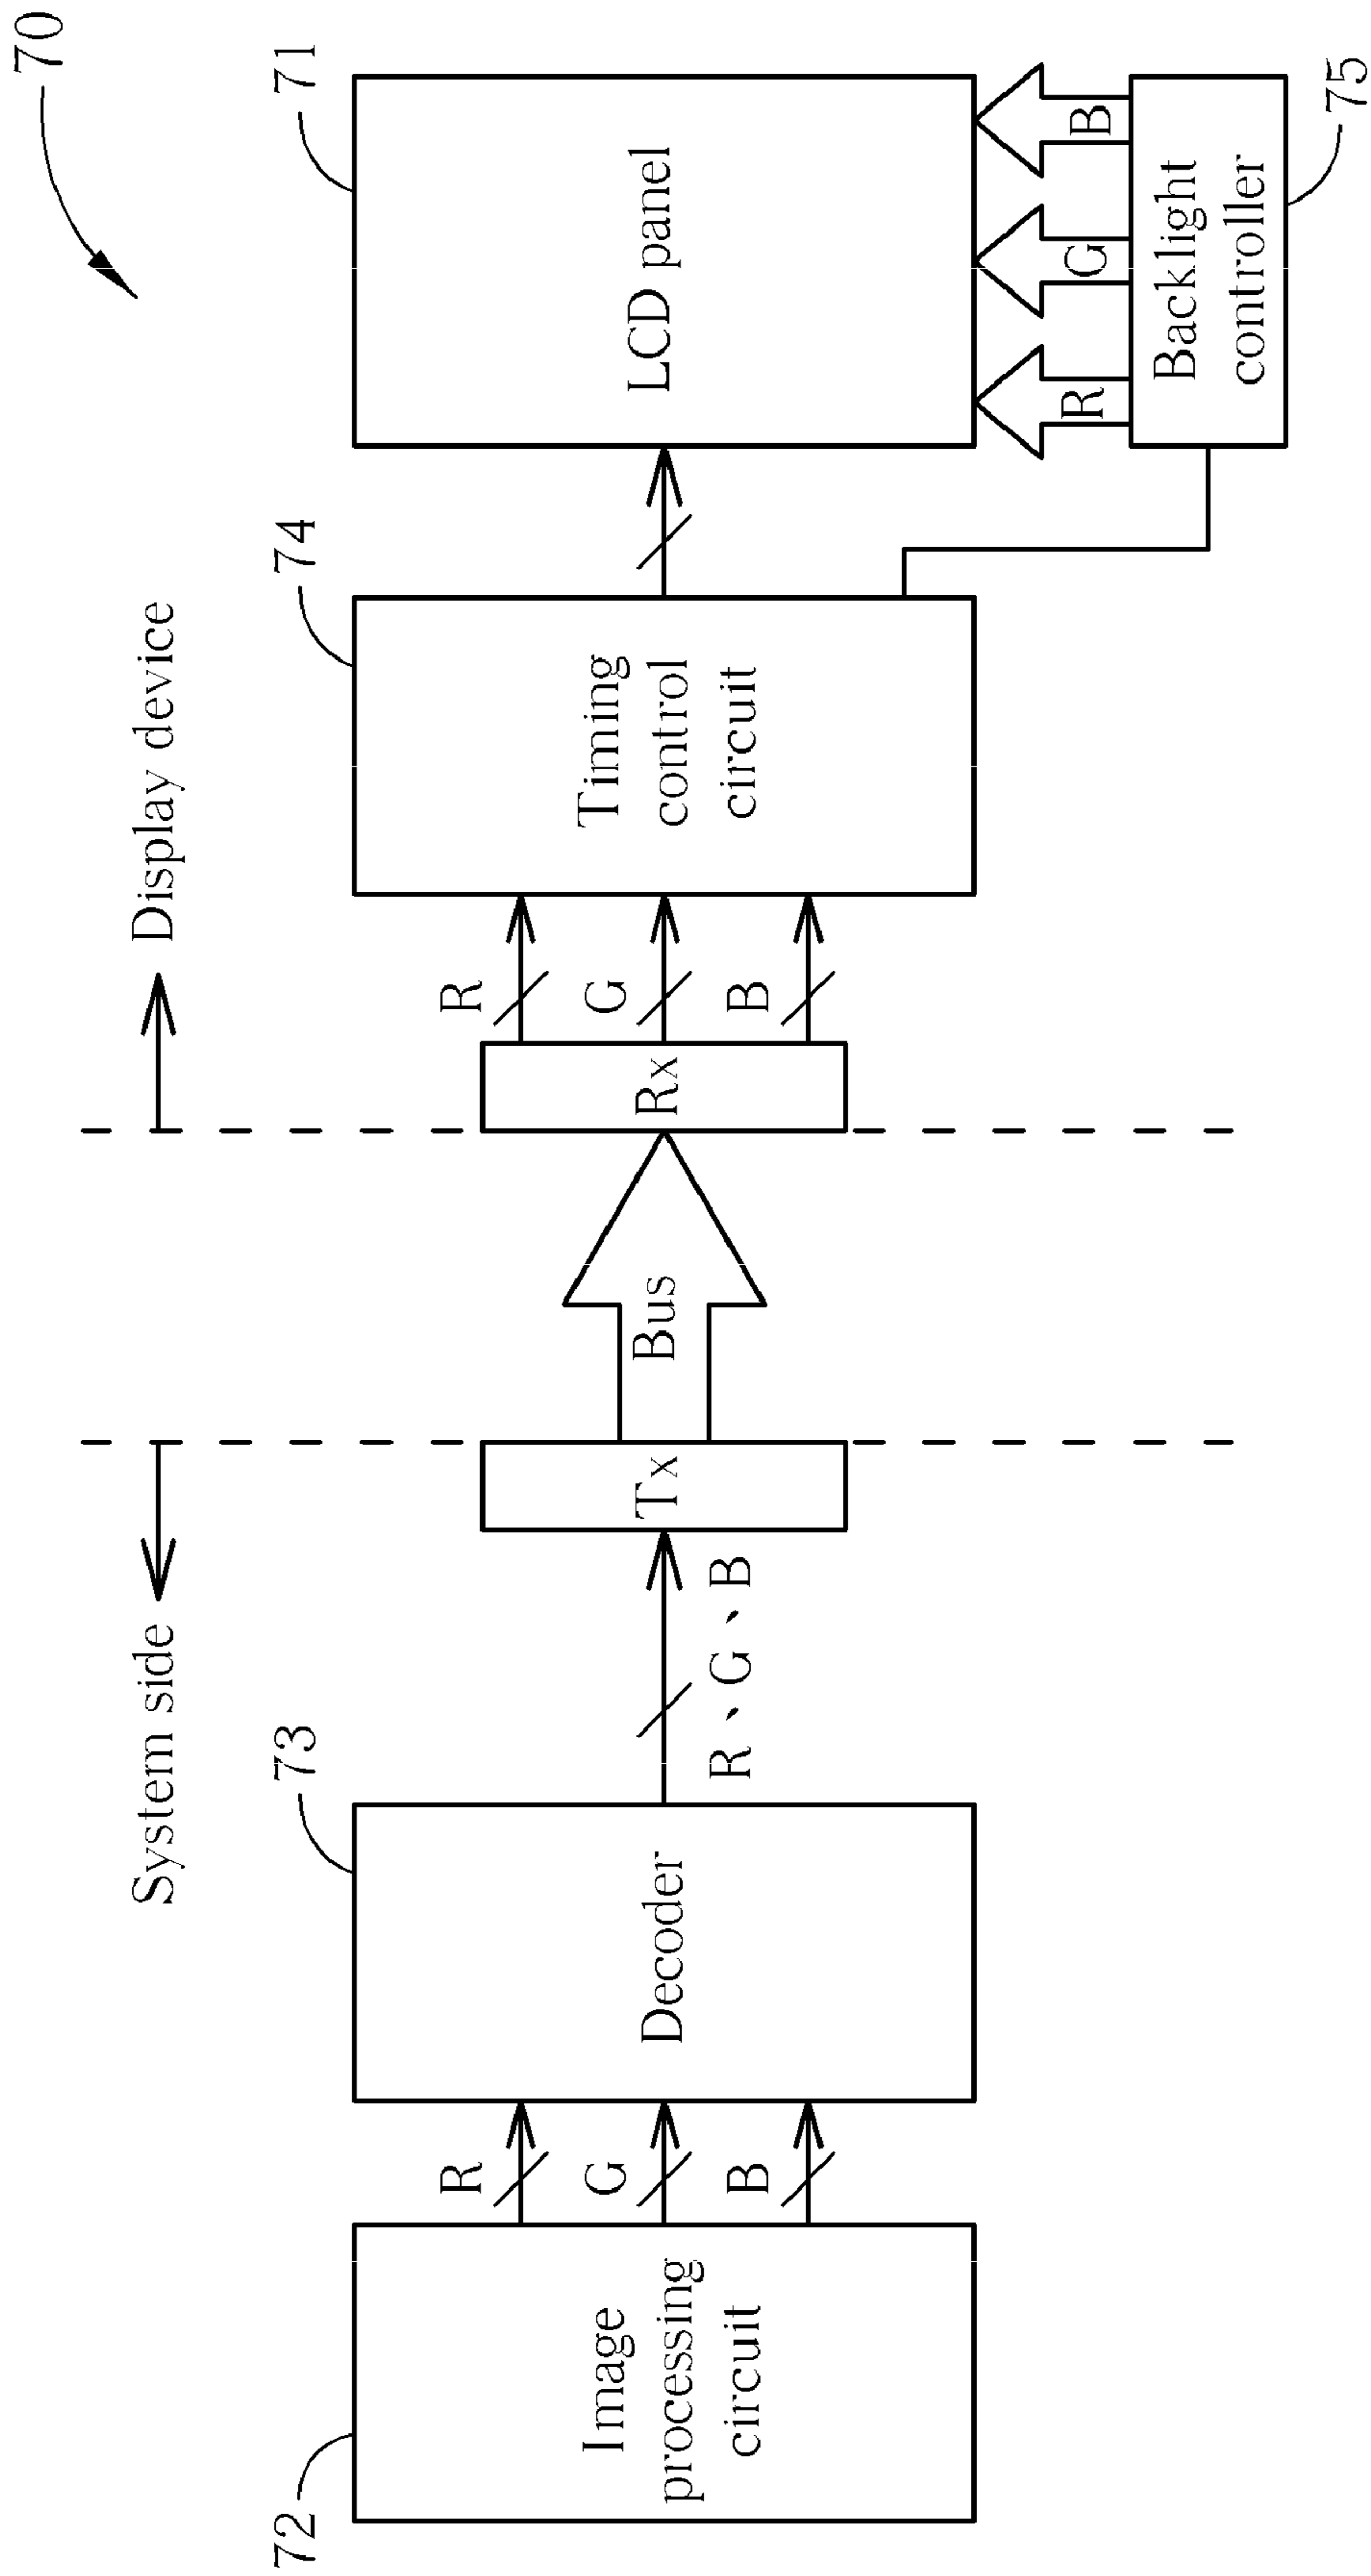 70
System side
Display device
72
73
74
71
Image
processing
circuit
R
G
B
Decoder
R、G、B
Tx
Bus
Rx
R
G
B
Timing
control
circuit
LCD panel
R
G
B
Backlight
controller
75